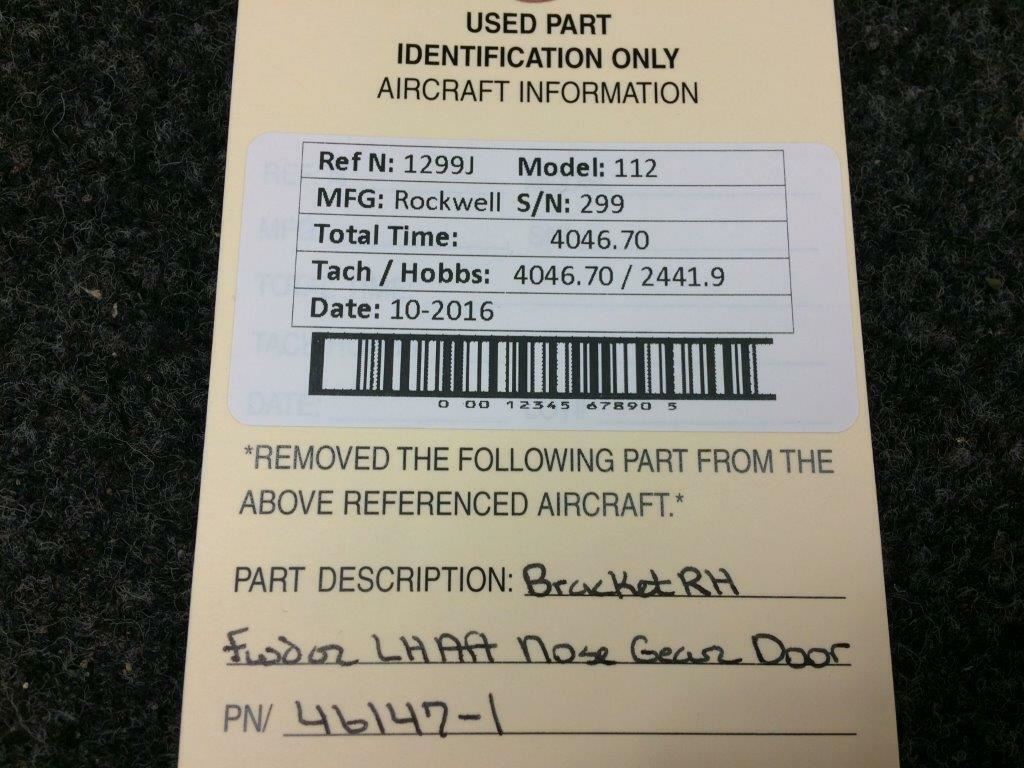 USED PART
IDENTIFICATION ONLY
AIRCRAFT INFORMATION
Ref N: 1299J Model: 112
MFG: Rockwell S/N: 299
Total Time: 4046.70
Tach / Hobbs: 4046.70 / 2441.9
Date: 10-2016
0 00 12345 67890 5
*REMOVED THE FOLLOWING PART FROM THE
ABOVE REFERENCED AIRCRAFT.*
PART DESCRIPTION: Bracket RH
Fwd or LH Aft Nose Gear Door
PN/ 46147-1